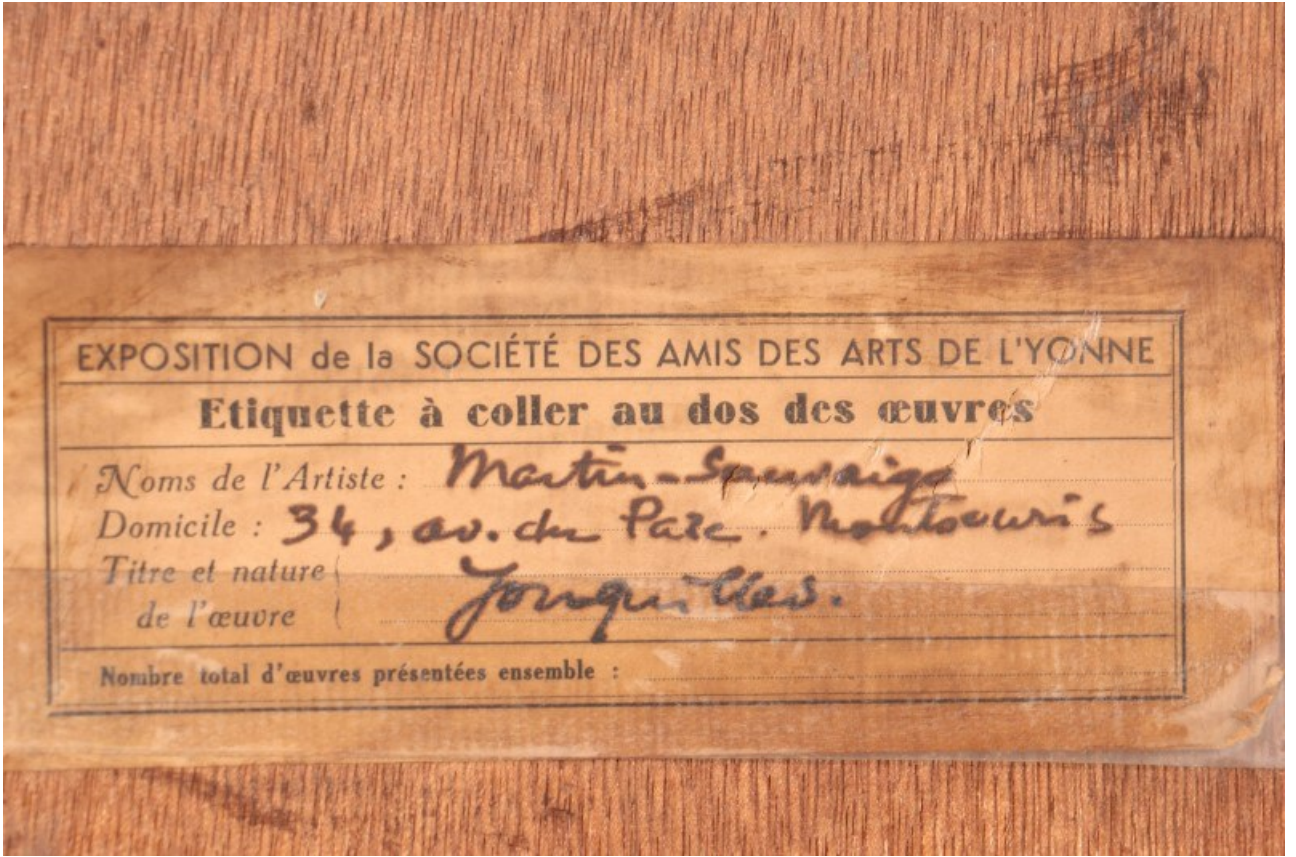 EXPOSITION de la SOCIÉTÉ DES AMIS DES ARTS DE L'YONNE
Etiquette à coller au dos des œuvres
Noms de l'Artiste : Martin-Sauvaigo
Domicile : 34, av. du Parc. Montsouris
Titre et nature
de l'œuvre
Jonquilles.
Nombre total d'œuvres présentées ensemble :